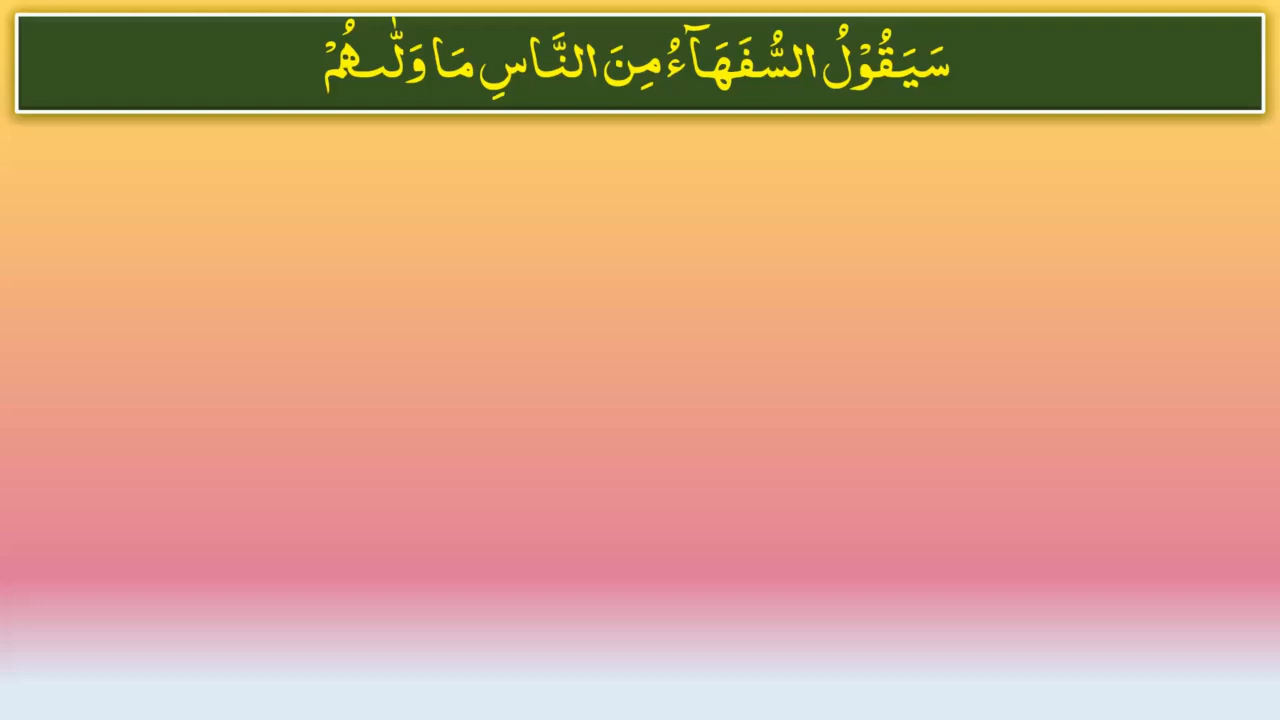 سَيَقُوْلُ السُّفَهَآءُ مِنَ النَّاسِ مَا وَلّٰىهُمْ